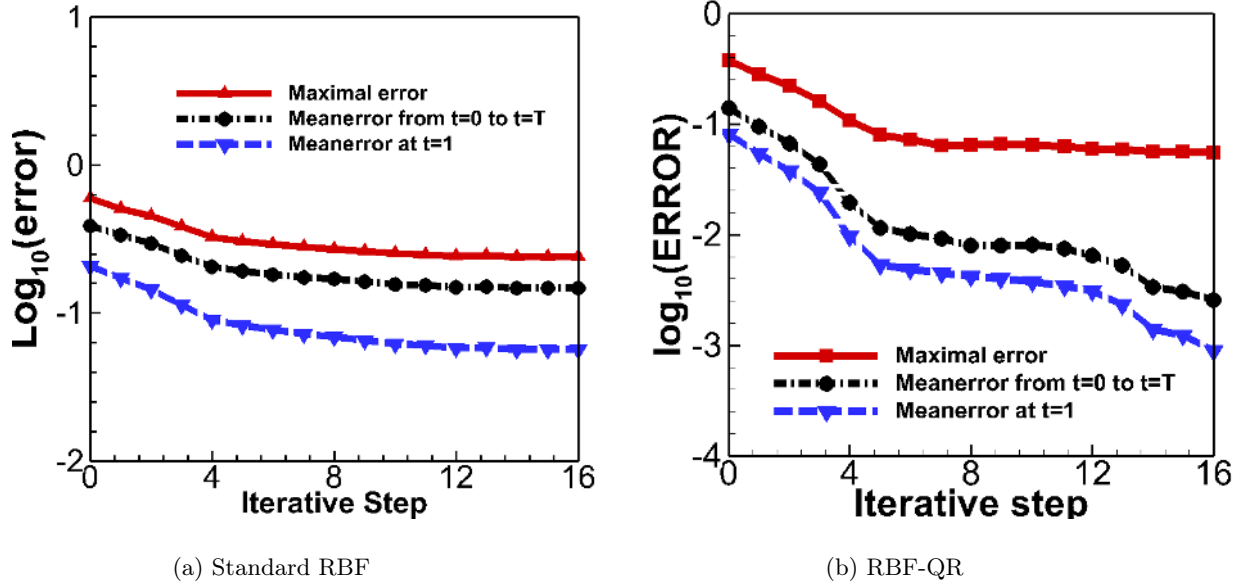 1
0
-1
-2
Log10(error)
Maximal error
Meanerror from t=0 to t=T
Meanerror at t=1
0 4 8 12 16
Iterative Step
(a) Standard RBF
0
-1
-2
-3
-4
log10(ERROR)
Maximal error
Meanerror from t=0 to t=T
Meanerror at t=1
0 4 8 12 16
Iterative step
(b) RBF-QR